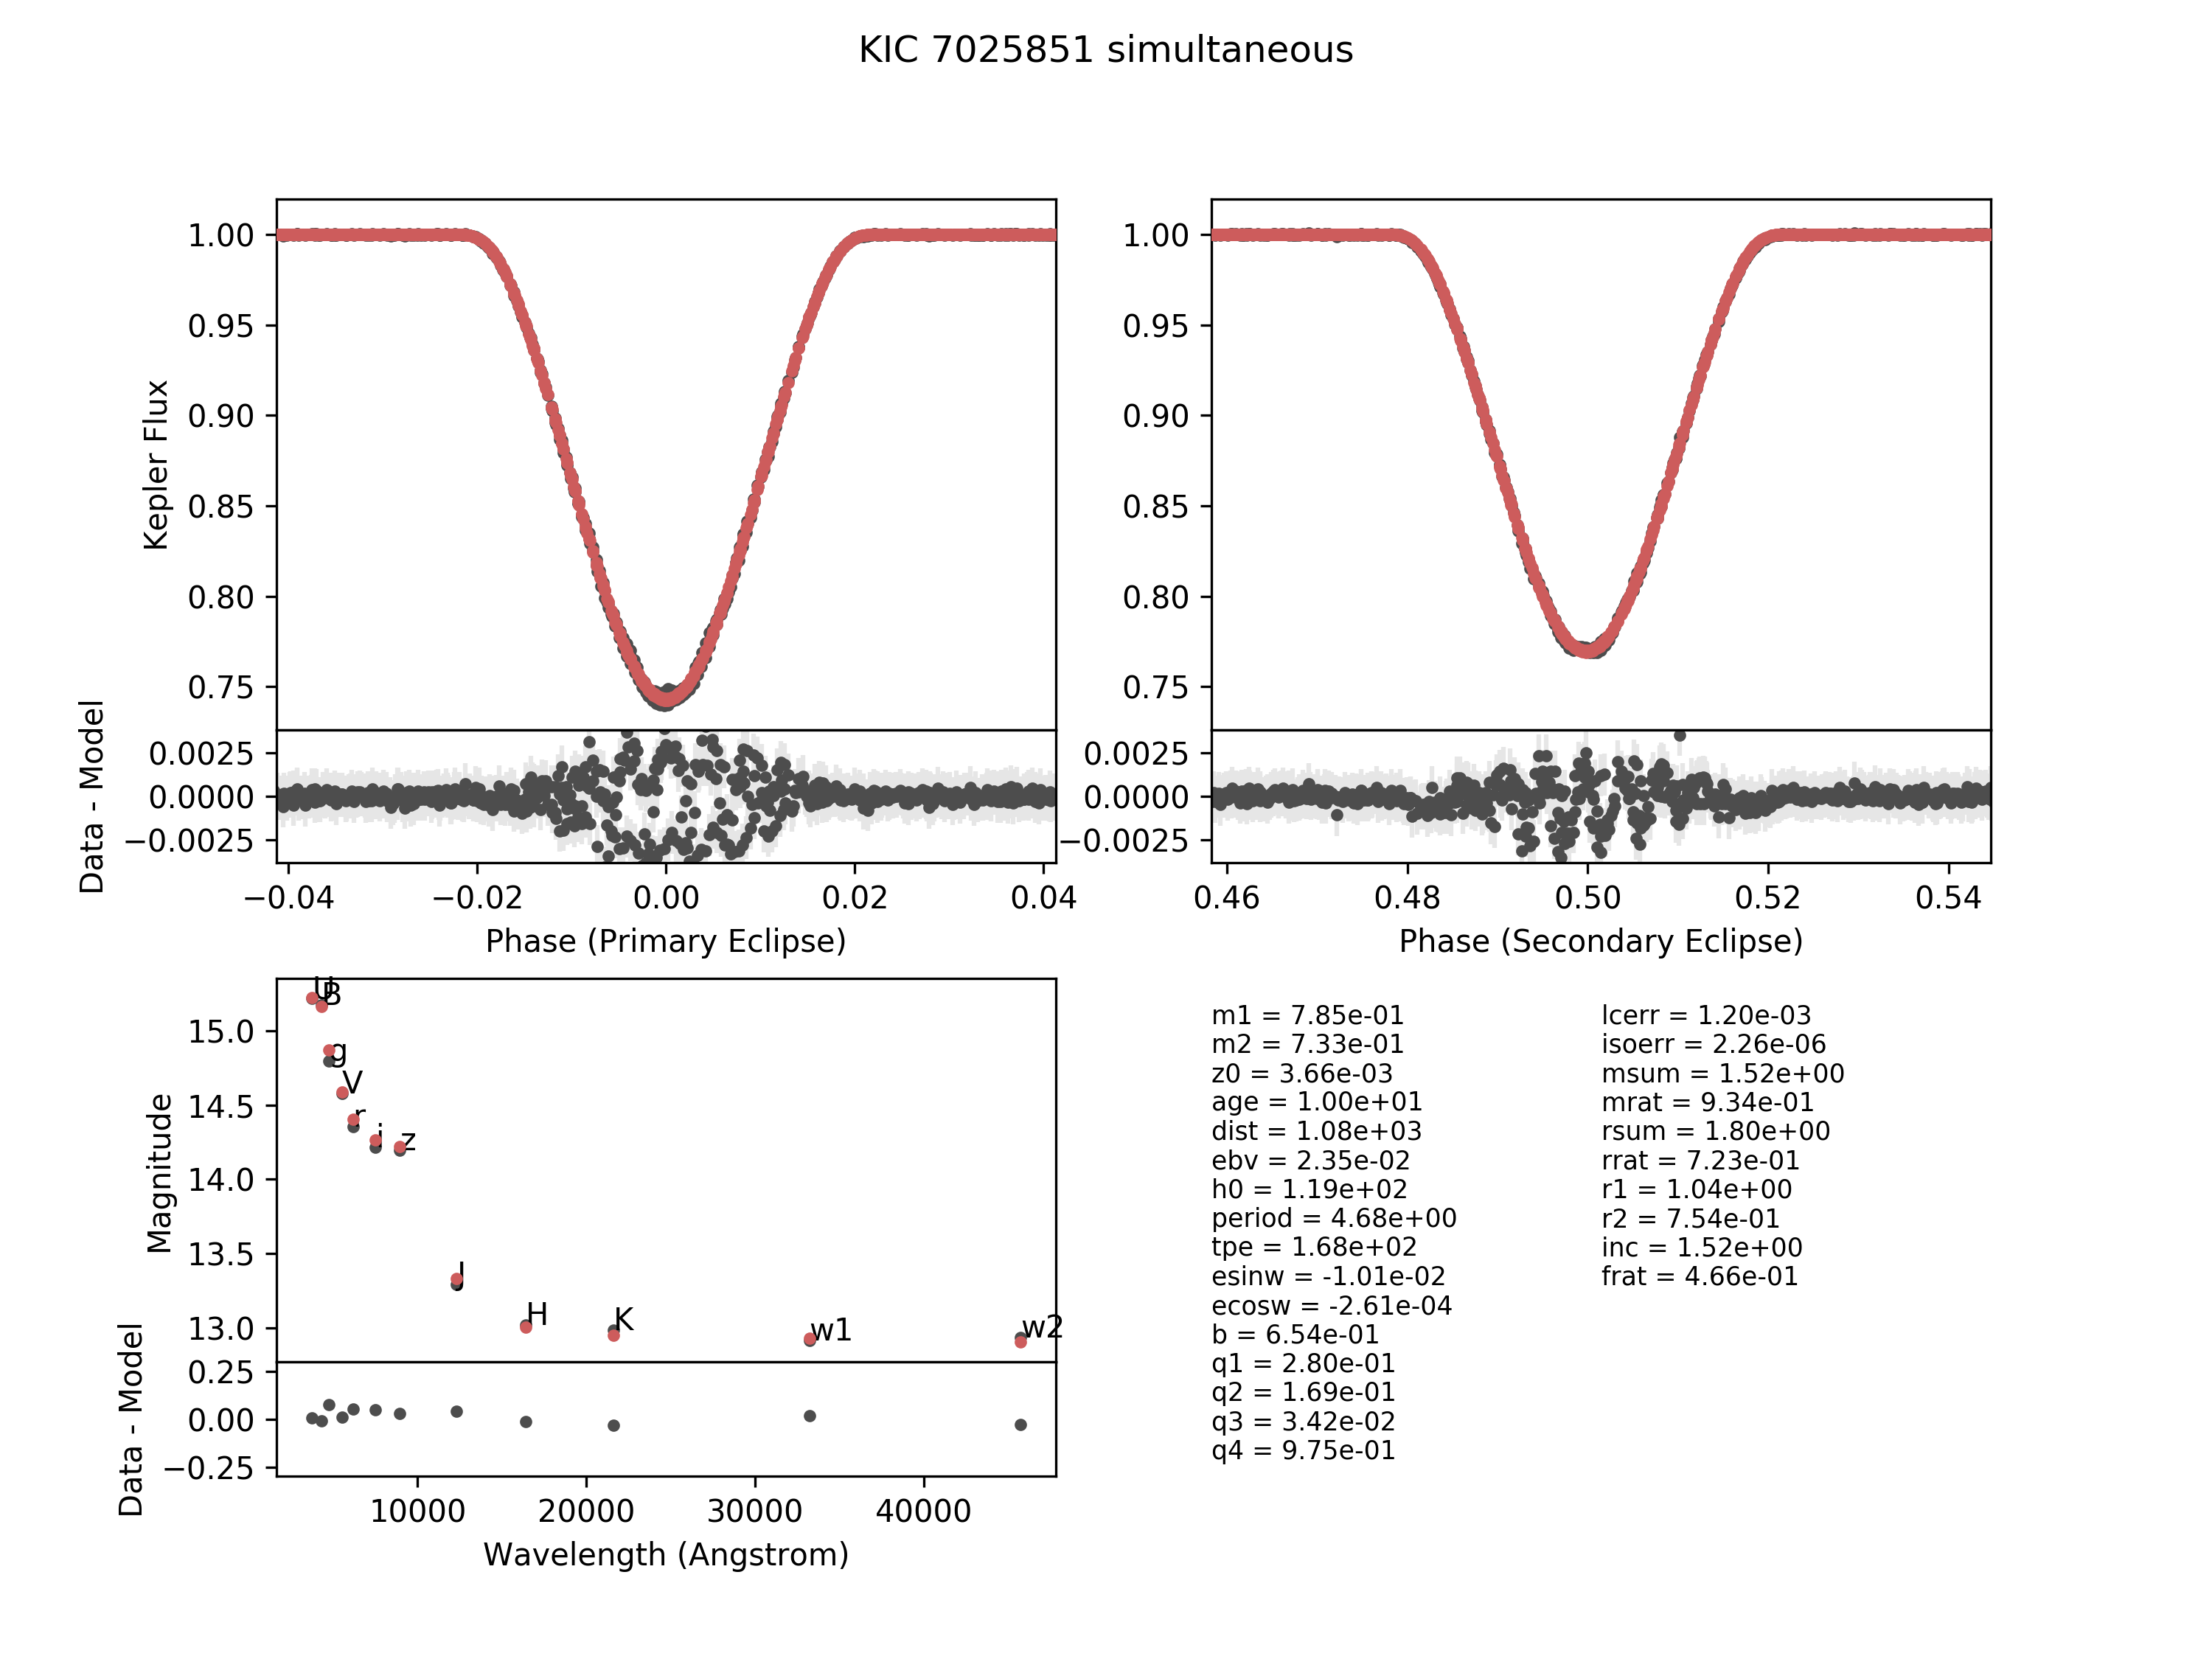 KIC 7025851 simultaneous
Kepler Flux
1.00
0.95
0.90
0.85
0.80
0.75
1.00
0.95
0.90
0.85
0.80
0.75
Data - Model
0.0025
0.0000
−0.0025
0.0025
0.0000
−0.0025
−0.04 −0.02 0.00 0.02 0.04
0.46 0.48 0.50 0.52 0.54
Phase (Primary Eclipse)
Phase (Secondary Eclipse)
Magnitude
15.0
14.5
14.0
13.5
13.0
U
B
g
V
r
i
z
J
H
K
w1
w2
Data - Model
0.25
0.00
−0.25
10000 20000 30000 40000
Wavelength (Angstrom)
m1 = 7.85e-01
m2 = 7.33e-01
z0 = 3.66e-03
age = 1.00e+01
dist = 1.08e+03
ebv = 2.35e-02
h0 = 1.19e+02
period = 4.68e+00
tpe = 1.68e+02
esinw = -1.01e-02
ecosw = -2.61e-04
b = 6.54e-01
q1 = 2.80e-01
q2 = 1.69e-01
q3 = 3.42e-02
q4 = 9.75e-01
lcerr = 1.20e-03
isoerr = 2.26e-06
msum = 1.52e+00
mrat = 9.34e-01
rsum = 1.80e+00
rrat = 7.23e-01
r1 = 1.04e+00
r2 = 7.54e-01
inc = 1.52e+00
frat = 4.66e-01